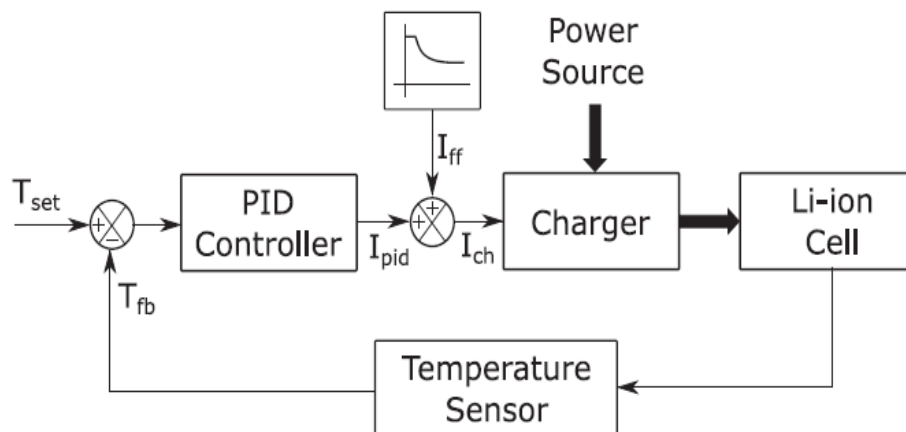 Power
Source
I_ff
T_set
+
−
PID
Controller
I_pid
+
+
I_ch
Charger
Li-ion
Cell
T_fb
Temperature
Sensor